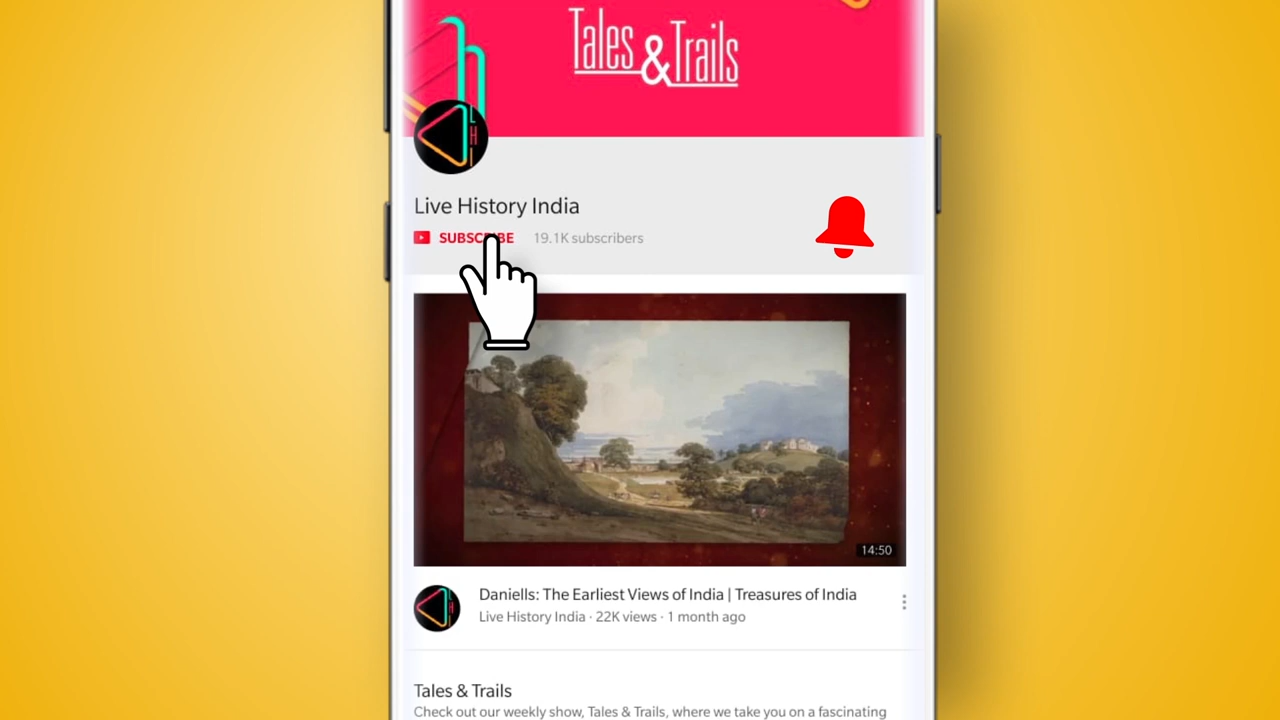 Tales & Trails
LHI
Live History India
SUBSCRIBE 19.1K subscribers
14:50
Daniells: The Earliest Views of India | Treasures of India
LHI
Live History India · 22K views · 1 month ago
Tales & Trails
Check out our weekly show, Tales & Trails, where we take you on a fascinating